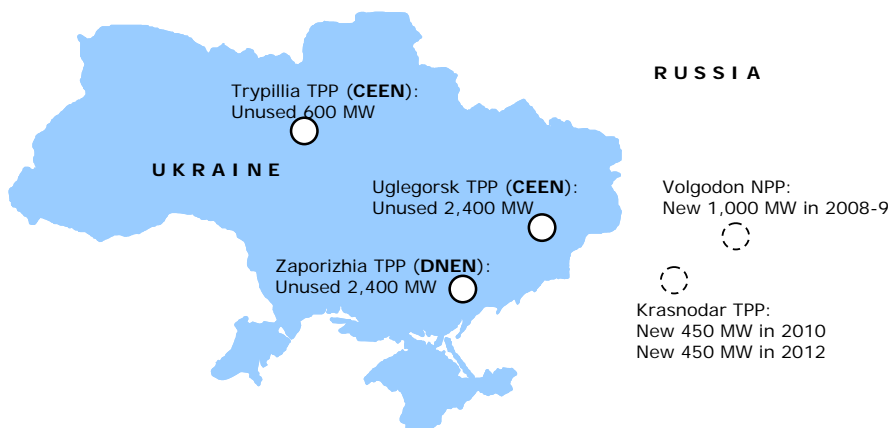 RUSSIA
Trypillia TPP (CEEN):
Unused 600 MW
UKRAINE
Uglegorsk TPP (CEEN):
Unused 2,400 MW
Volgodon NPP:
New 1,000 MW in 2008-9
Zaporizhia TPP (DNEN):
Unused 2,400 MW
Krasnodar TPP:
New 450 MW in 2010
New 450 MW in 2012